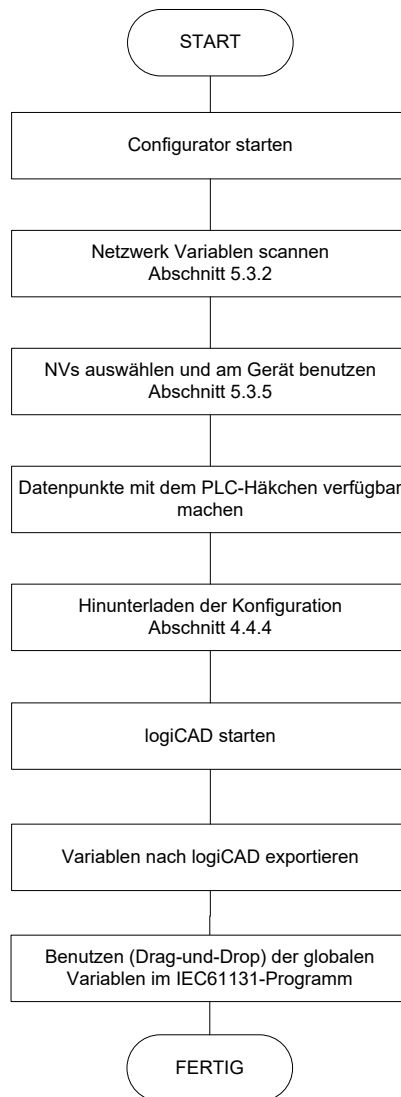 START
Configurator starten
Netzwerk Variablen scannen
Abschnitt 5.3.2
NVs auswählen und am Gerät benutzen
Abschnitt 5.3.5
Datenpunkte mit dem PLC-Häkchen verfügbar
machen
Hinunterladen der Konfiguration
Abschnitt 4.4.4
logiCAD starten
Variablen nach logiCAD exportieren
Benutzen (Drag-und-Drop) der globalen
Variablen im IEC61131-Programm
FERTIG